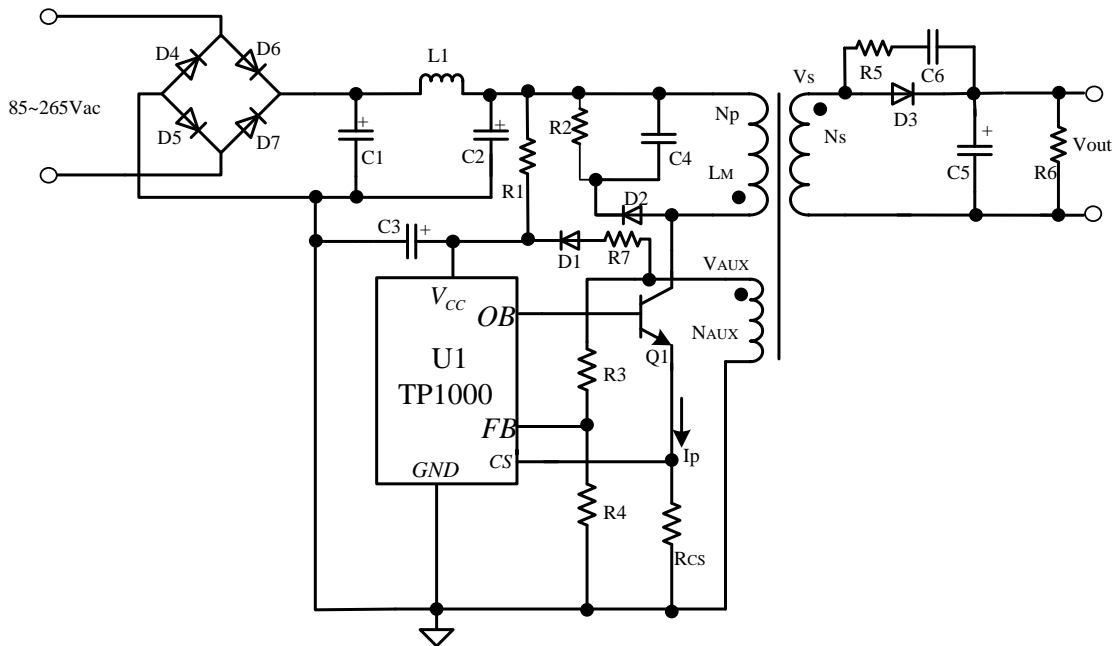 D4
D6
85~265Vac
D5
D7
L1
+
C1
+
C2
R1
R2
C4
Np
LM
D2
Vs
Ns
R5
C6
D3
+
C5
R6
Vout
C3
+
D1
R7
VAUX
NAUX
VCC
OB
U1
TP1000
FB
CS
GND
Q1
R3
Ip
R4
RCS